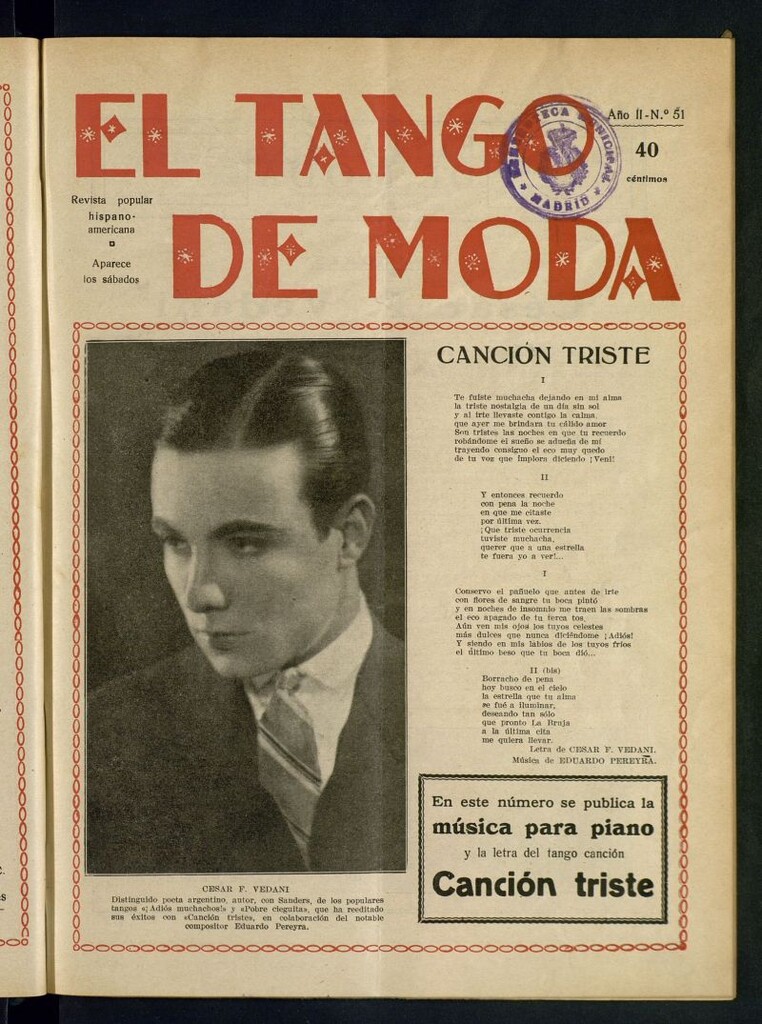 EL TANGO
DE MODA
Año II-N.º 51
40
céntimos
Revista popular
hispano-
americana
Aparece
los sábados
BIBLIOTECA MUNICIPAL
* MADRID *
CANCIÓN TRISTE
I
Te fuiste muchacha dejando en mi alma
la triste nostalgia de un día sin sol
y al irte llevaste contigo la calma,
que ayer me brindara tu cálido amor
Son tristes las noches en que tu recuerdo
robándome el sueño se adueña de mí
trayendo consigo el eco muy quedo
de tu voz que implora diciendo ¡Vení!
II
Y entonces recuerdo
con pena la noche
en que me citaste
por última vez.
¡Que triste ocurrencia
tuviste muchacha,
querer que a una estrella
te fuera yo a ver!...
I
Conservo el pañuelo que antes de irte
con flores de sangre tu boca pintó
y en noches de insomnio me traen las sombras
el eco apagado de tu terca tos.
Aún ven mis ojos los tuyos celestes
más dulces que nunca diciéndome ¡Adiós!
Y siendo en mis labios de los tuyos fríos
el último beso que tu boca dió...
II (bis)
Borracho de pena
hoy busco en el cielo
la estrella que tu alma
se fué a iluminar,
deseando tan sólo
que pronto La Bruja
a la última cita
me quiera llevar.
Letra de CESAR F. VEDANI.
Música de EDUARDO PEREYRA.
CESAR F. VEDANI
Distinguido poeta argentino, autor, con Sanders, de los populares
tangos «¡Adiós muchachos!» y «Pobre cieguita», que ha reeditado
sus éxitos con «Canción triste», en colaboración del notable
compositor Eduardo Pereyra.
En este número se publica la
música para piano
y la letra del tango canción
Canción triste